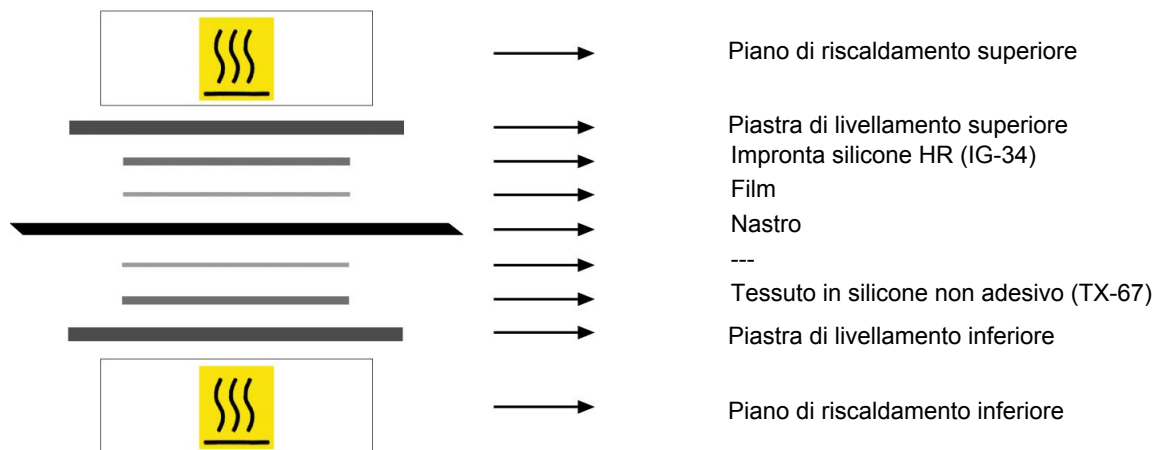 Piano di riscaldamento superiore
Piastra di livellamento superiore
Impronta silicone HR (IG-34)
Film
Nastro
---
Tessuto in silicone non adesivo (TX-67)
Piastra di livellamento inferiore
Piano di riscaldamento inferiore